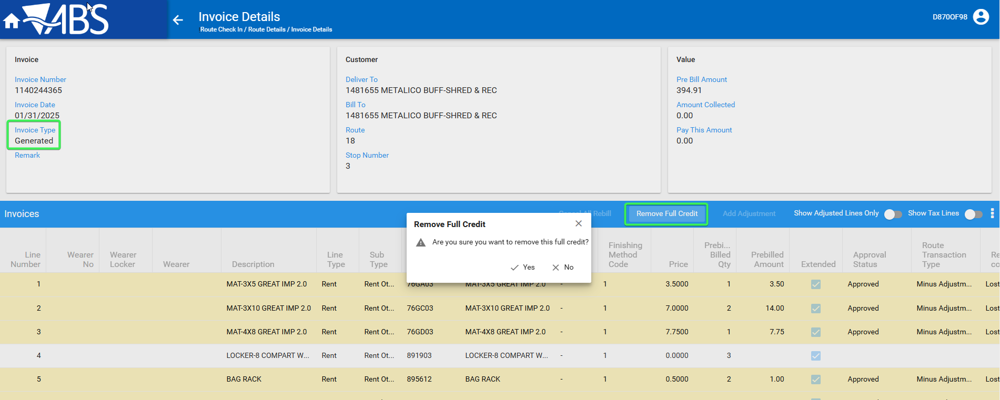 ABS
Invoice Details
Route Check In / Route Details / Invoice Details
D870OF98
Invoice
Invoice Number
1140244365
Invoice Date
01/31/2025
Invoice Type
Generated
Remark
Customer
Deliver To
1481655 METALICO BUFF-SHRED & REC
Bill To
1481655 METALICO BUFF-SHRED & REC
Route
18
Stop Number
3
Value
Pre Bill Amount
394.91
Amount Collected
0.00
Pay This Amount
0.00
Invoices
Cancel All Rebill Remove Full Credit Add Adjustment Show Adjusted Lines Only Show Tax Lines
Remove Full Credit
Are you sure you want to remove this full credit?
Yes No
Line Number Wearer No Wearer Locker Wearer Description Line Type Sub Type Finishing Method Code Price Prebi... Billed Qty Prebilled Amount Extended Approval Status Route Transaction Type Re co
1 MAT-3X5 GREAT IMP 2.0 Rent Rent Ot... 76GA03 MAT-3X5 GREAT IMP 2.0 - 1 3.5000 1 3.50 Approved Minus Adjustm... Lost
2 MAT-3X10 GREAT IMP 2.0 Rent Rent Ot... 76GC03 MAT-3X10 GREAT IMP 2.0 - 1 7.0000 2 14.00 Approved Minus Adjustm... Lost
3 MAT-4X8 GREAT IMP 2.0 Rent Rent Ot... 76GD03 MAT-4X8 GREAT IMP 2.0 - 1 7.7500 1 7.75 Approved Minus Adjustm... Lost
4 LOCKER-8 COMPART W... Rent Rent Ot... 891903 LOCKER-8 COMPART W... - 1 0.0000 3
5 BAG RACK Rent Rent Ot... 895612 BAG RACK - 1 0.5000 2 1.00 Approved Minus Adjustm... Lost